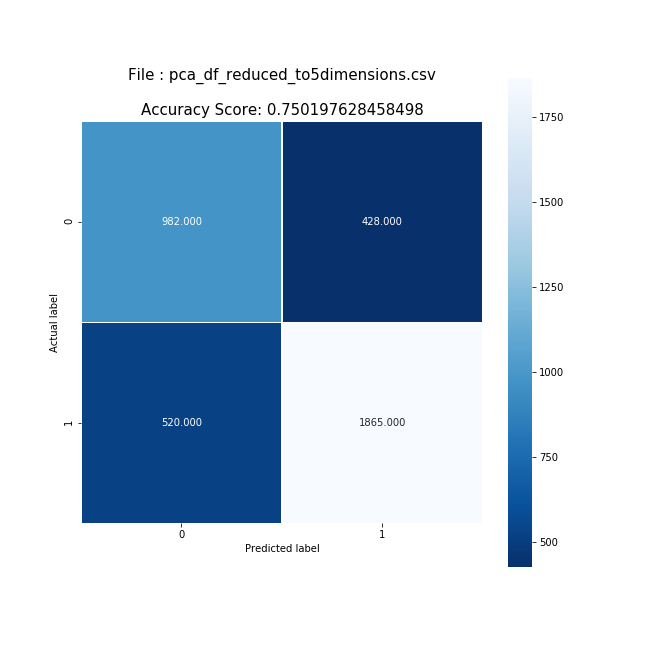 File : pca_df_reduced_to5dimensions.csv
Accuracy Score: 0.750197628458498
982.000 428.000
520.000 1865.000
0
1
Actual label
0 1
Predicted label
1750
1500
1250
1000
750
500